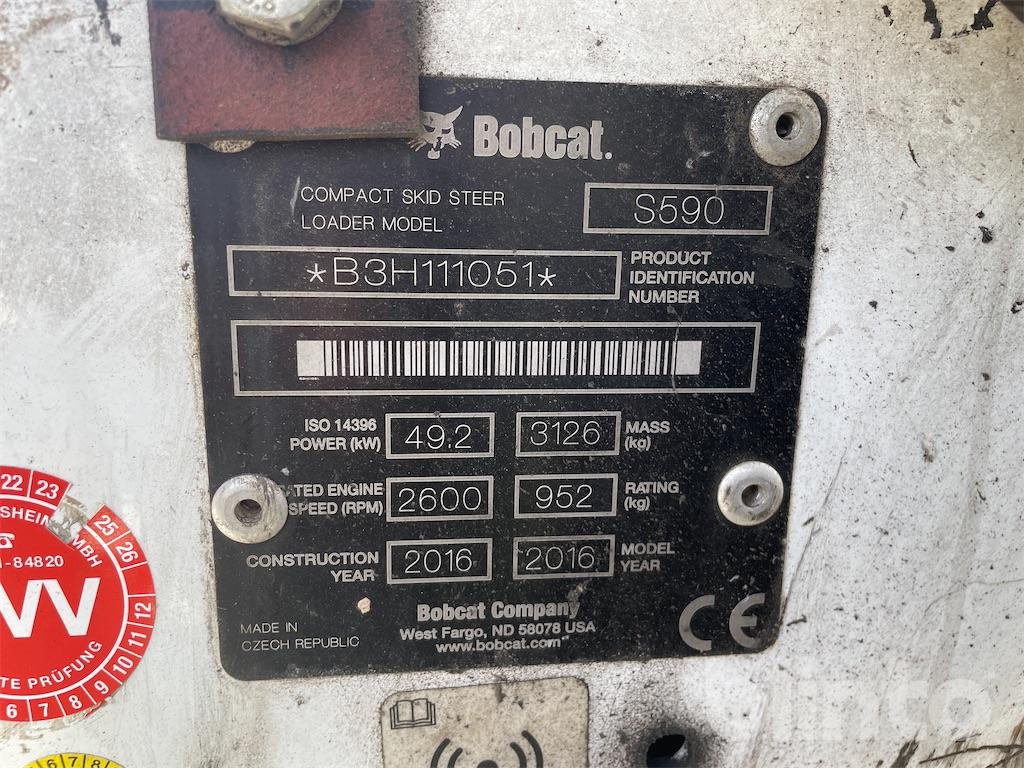 Bobcat.
COMPACT SKID STEER
LOADER MODEL
S590
*B3H111051*
PRODUCT
IDENTIFICATION
NUMBER
ISO 14396
POWER (kW)
49.2
3126
MASS
(kg)
ATED ENGINE
SPEED (RPM)
2600
952
RATING
(kg)
CONSTRUCTION
YEAR
2016
2016
MODEL
YEAR
Bobcat Company
West Fargo, ND 58078 USA
www.bobcat.com
MADE IN
CZECH REPUBLIC
CE
22 23 25 26
-84820
TE PRÜFUNG
6 7 8 9 10 11 12
6 7 8